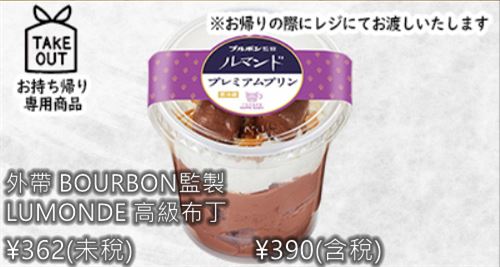 ※お帰りの際にレジにてお渡しいたします
TAKE
OUT
お持ち帰り
専用商品
ブルボン監修
ルマンド
プレミアムプリン
外帶 BOURBON監製
LUMONDE 高級布丁
¥362(未稅)
¥390(含稅)